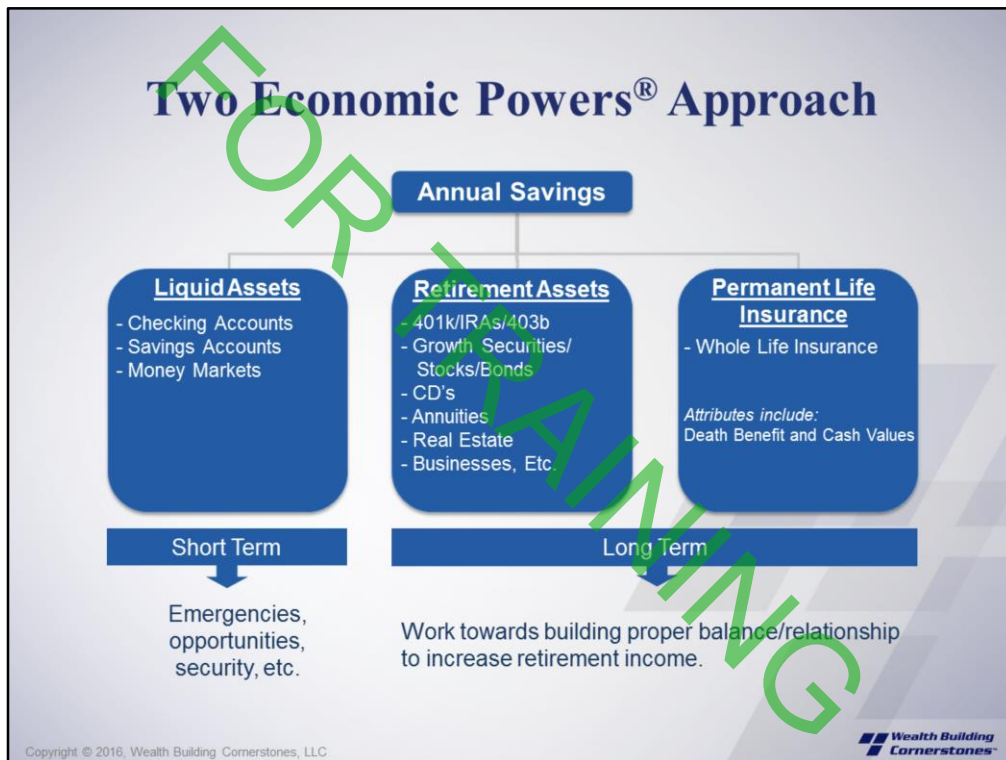 Two Economic Powers® Approach
Annual Savings
Liquid Assets
- Checking Accounts
- Savings Accounts
- Money Markets
Retirement Assets
- 401k/IRAs/403b
- Growth Securities/
Stocks/Bonds
- CD's
- Annuities
- Real Estate
- Businesses, Etc.
Permanent Life
Insurance
- Whole Life Insurance
Attributes include:
Death Benefit and Cash Values
Short Term
Long Term
Emergencies,
opportunities,
security, etc.
Work towards building proper balance/relationship
to increase retirement income.
FOR TRAINING
Copyright © 2016, Wealth Building Cornerstones, LLC
Wealth Building
Cornerstones™